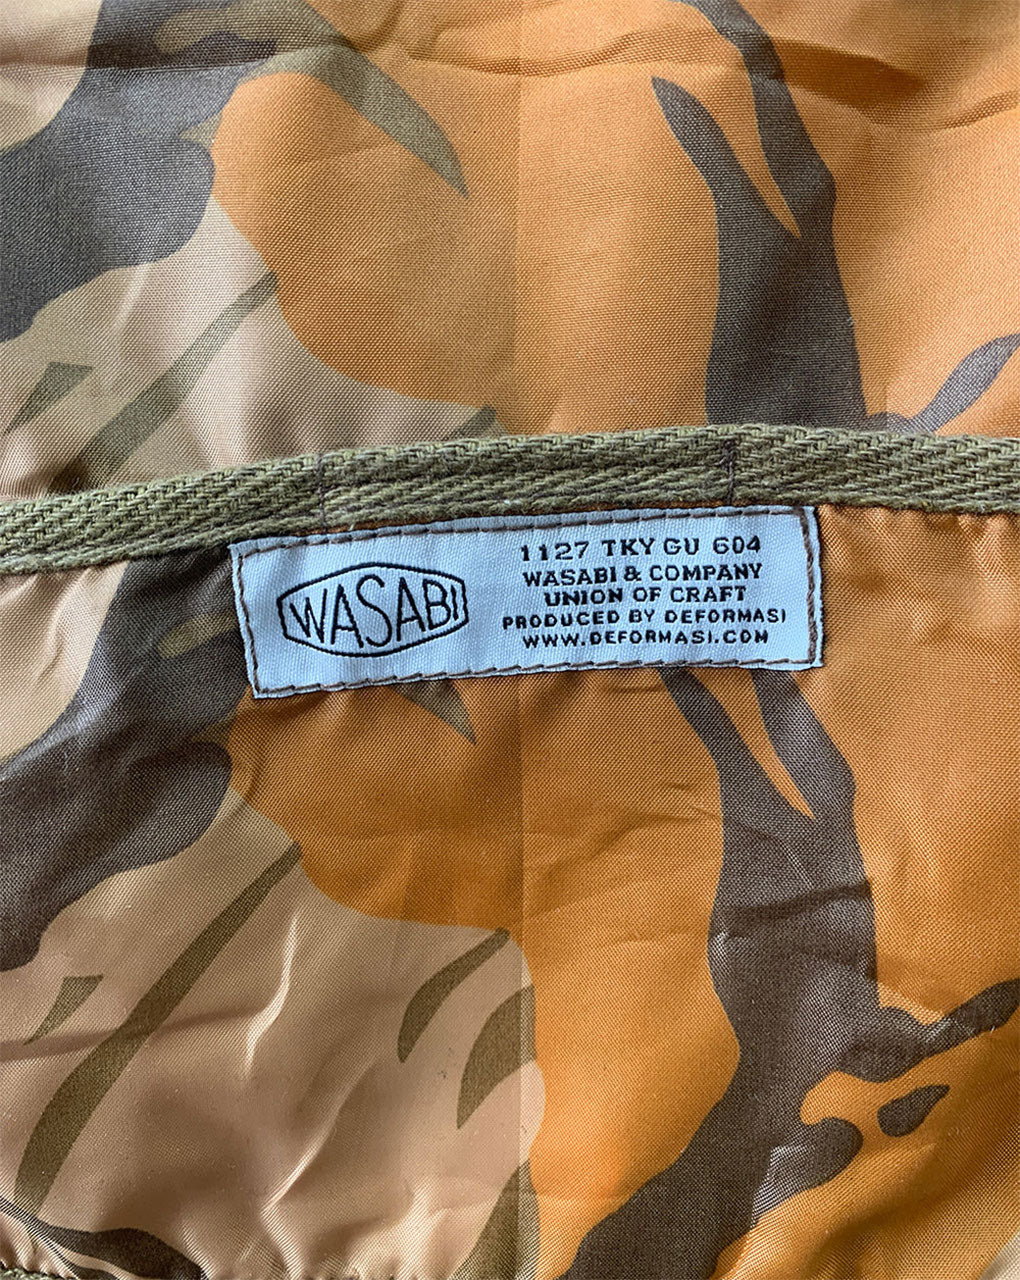 WASABI
1127 TKY GU 604
WASABI & COMPANY
UNION OF CRAFT
PRODUCED BY DEFORMASI
WWW.DEFORMASI.COM